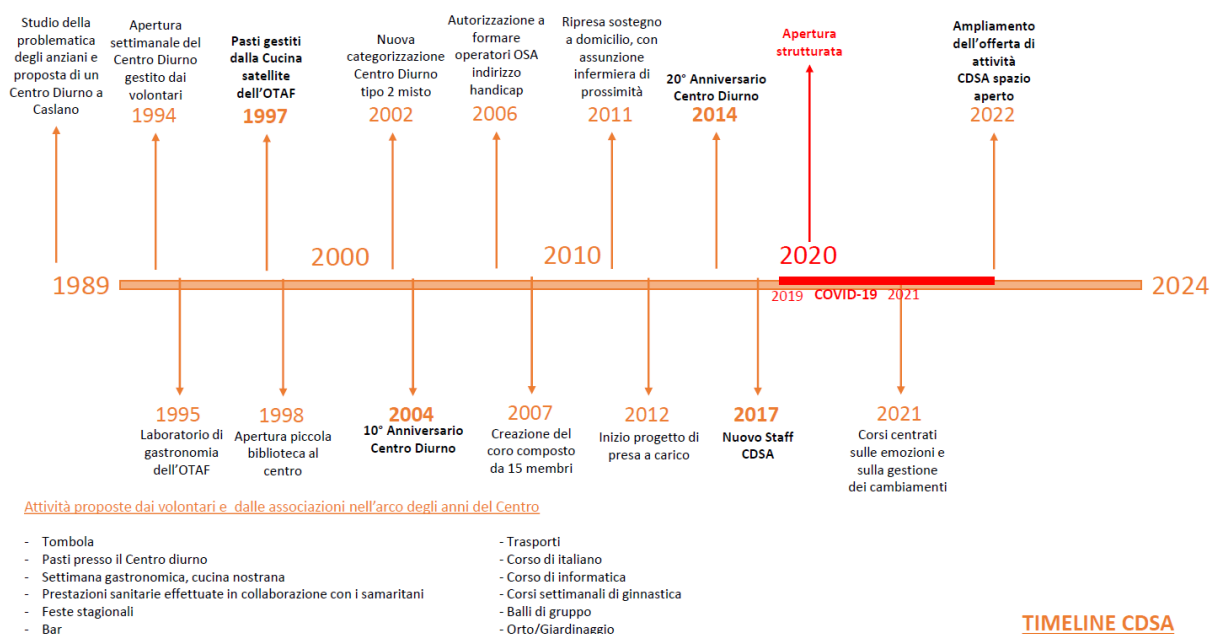 Studio della
problematica
degli anziani e
proposta di un
Centro Diurno a
Caslano
Apertura
settimanale del
Centro Diurno
gestito dai
volontari
1994
Pasti gestiti
dalla Cucina
satellite
dell'OTAF
1997
Nuova
categorizzazione
Centro Diurno
tipo 2 misto
2002
Autorizzazione a
formare
operatori OSA
indirizzo
handicap
2006
Ripresa sostegno
a domicilio, con
assunzione
infermiera di
prossimità
2011
20° Anniversario
Centro Diurno
2014
Apertura
strutturata
Ampliamento
dell'offerta di
attività
CDSA spazio
aperto
2022
2000
2010
2020
1989
2024
2019 COVID-19 2021
1995
Laboratorio di
gastronomia
dell'OTAF
1998
Apertura piccola
biblioteca al
centro
2004
10° Anniversario
Centro Diurno
2007
Creazione del
coro composto
da 15 membri
2012
Inizio progetto di
presa a carico
2017
Nuovo Staff
CDSA
2021
Corsi centrati
sulle emozioni e
sulla gestione
dei cambiamenti
Attività proposte dai volontari e dalle associazioni nell'arco degli anni del Centro
- Tombola
- Pasti presso il Centro diurno
- Settimana gastronomica, cucina nostrana
- Prestazioni sanitarie effettuate in collaborazione con i samaritani
- Feste stagionali
- Bar
- Trasporti
- Corso di italiano
- Corso di informatica
- Corsi settimanali di ginnastica
- Balli di gruppo
- Orto/Giardinaggio
TIMELINE CDSA